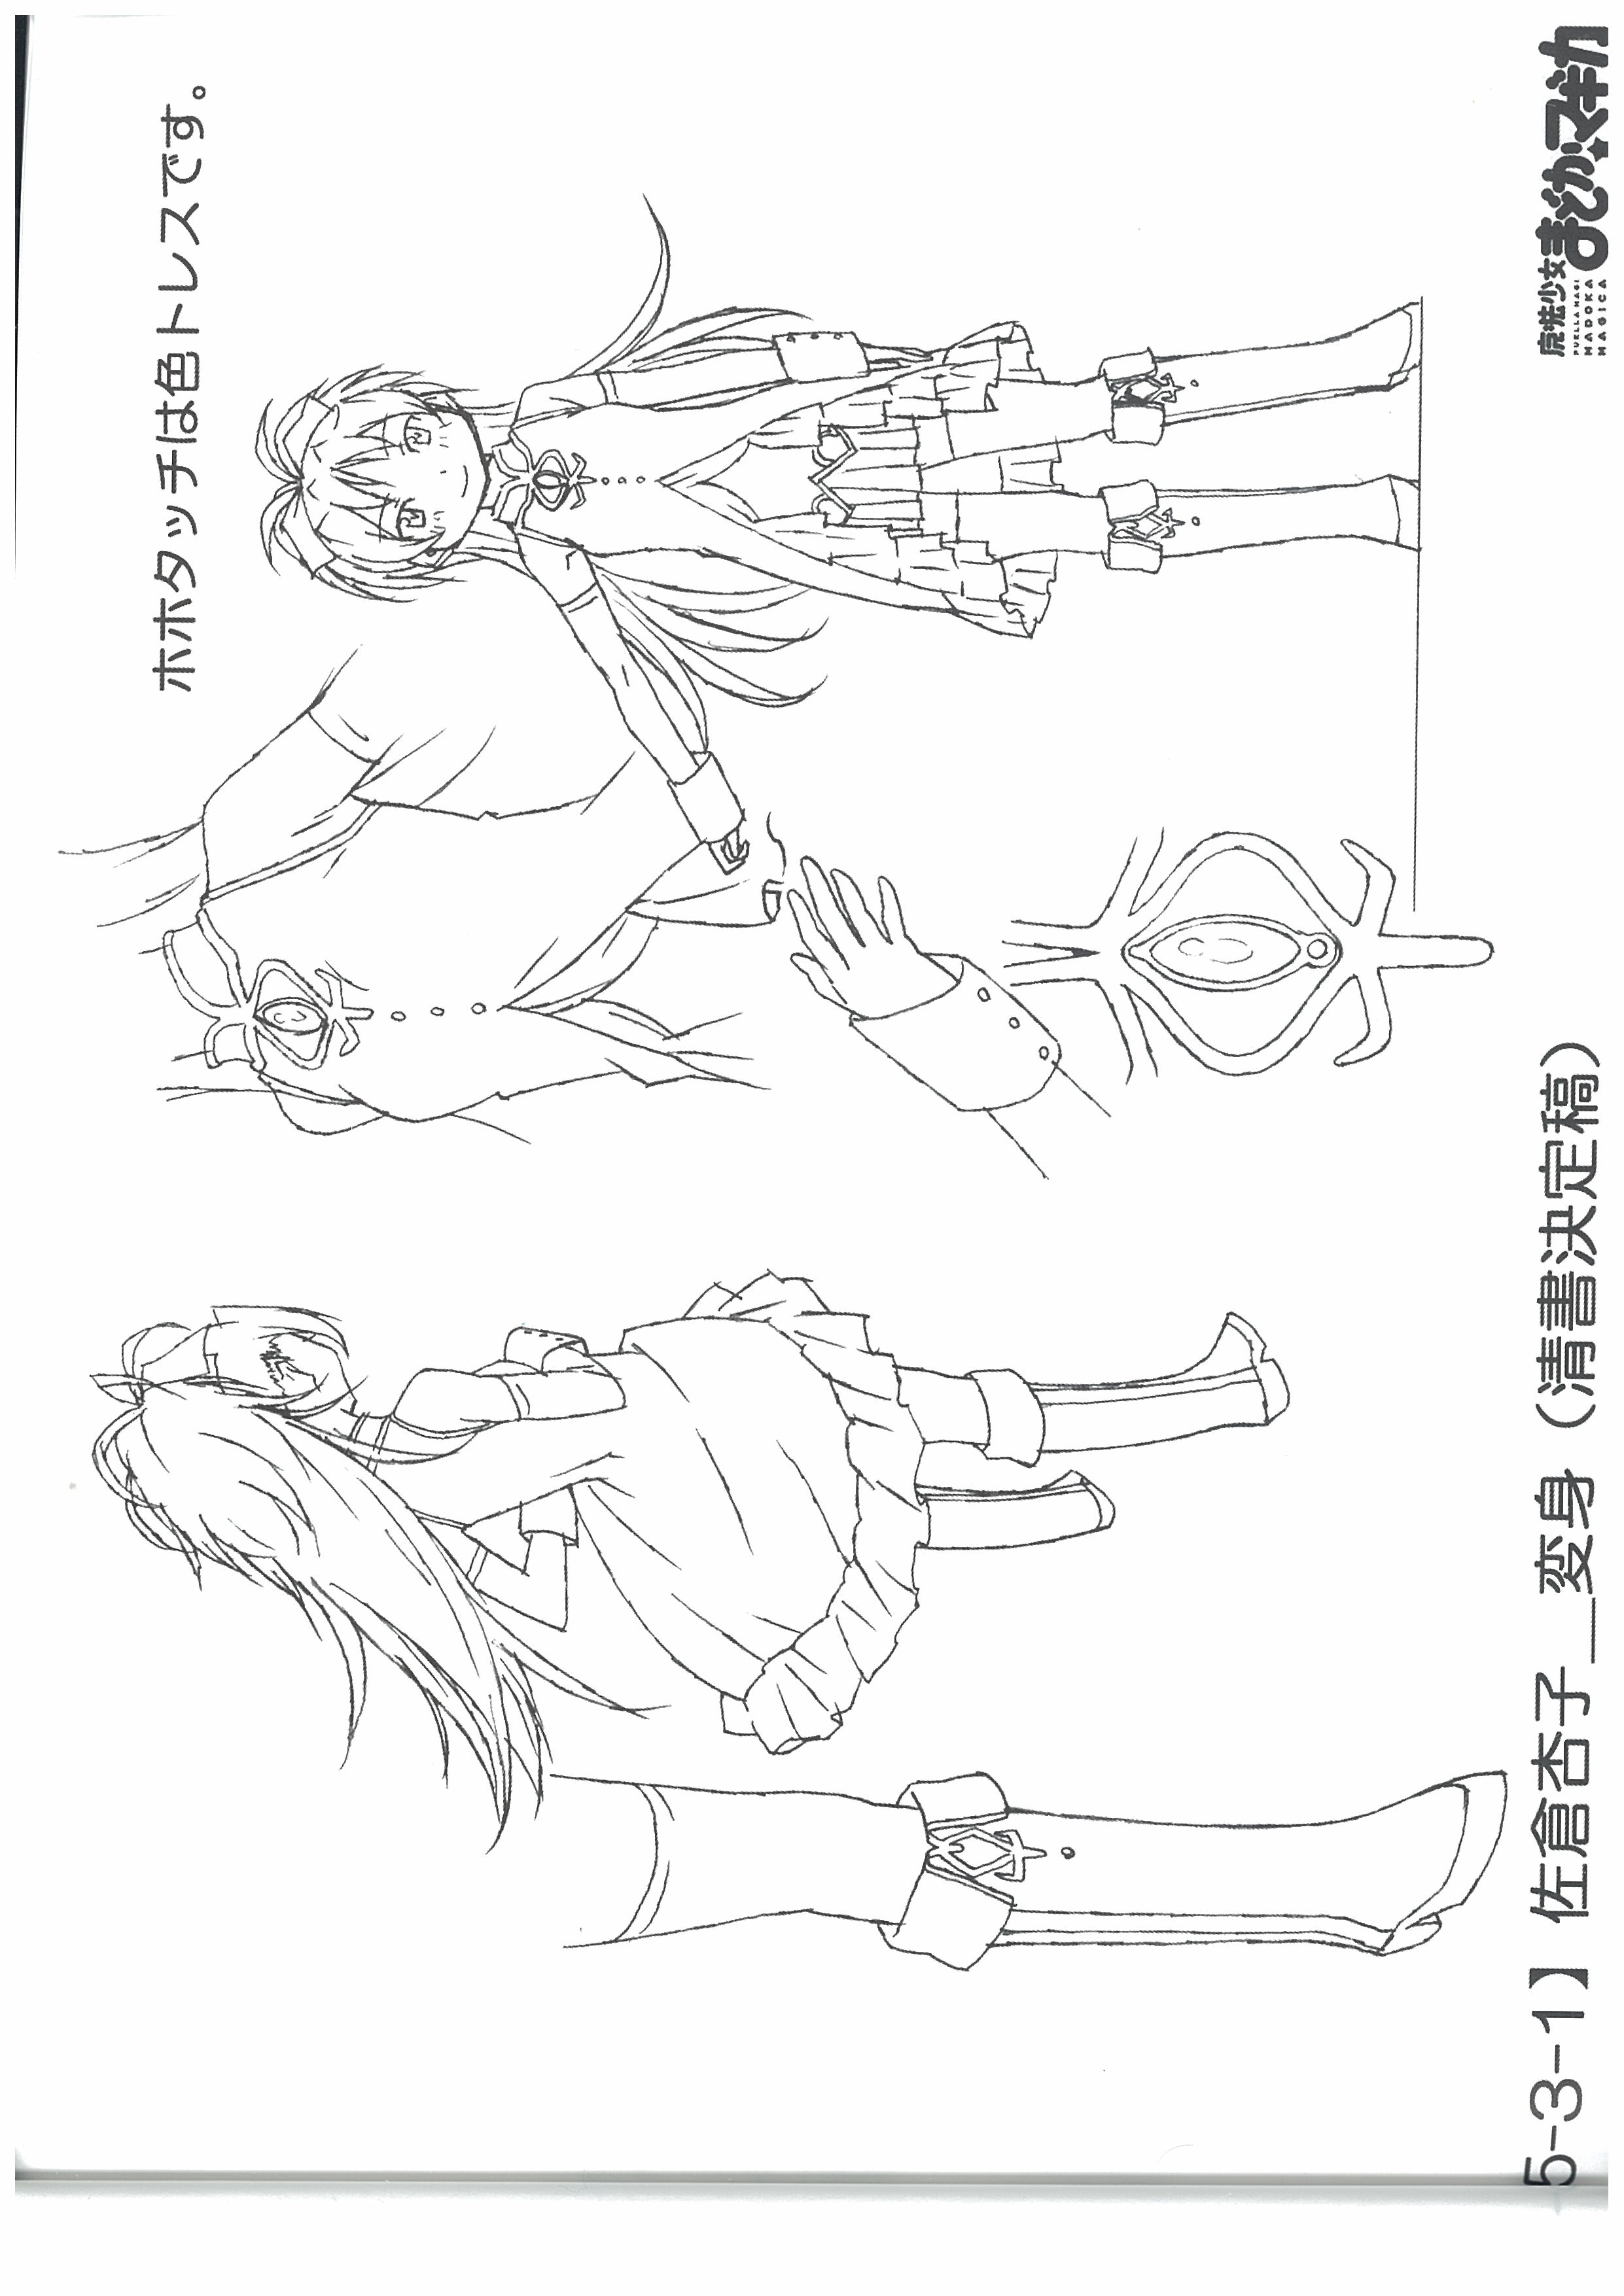 ホホタッチは色トレスです。
5-3-1】佐倉杏子＿変身（清書決定稿）
魔法少女
まどか★マギカ
PUELLA MAGI
MADOKA
MAGICA